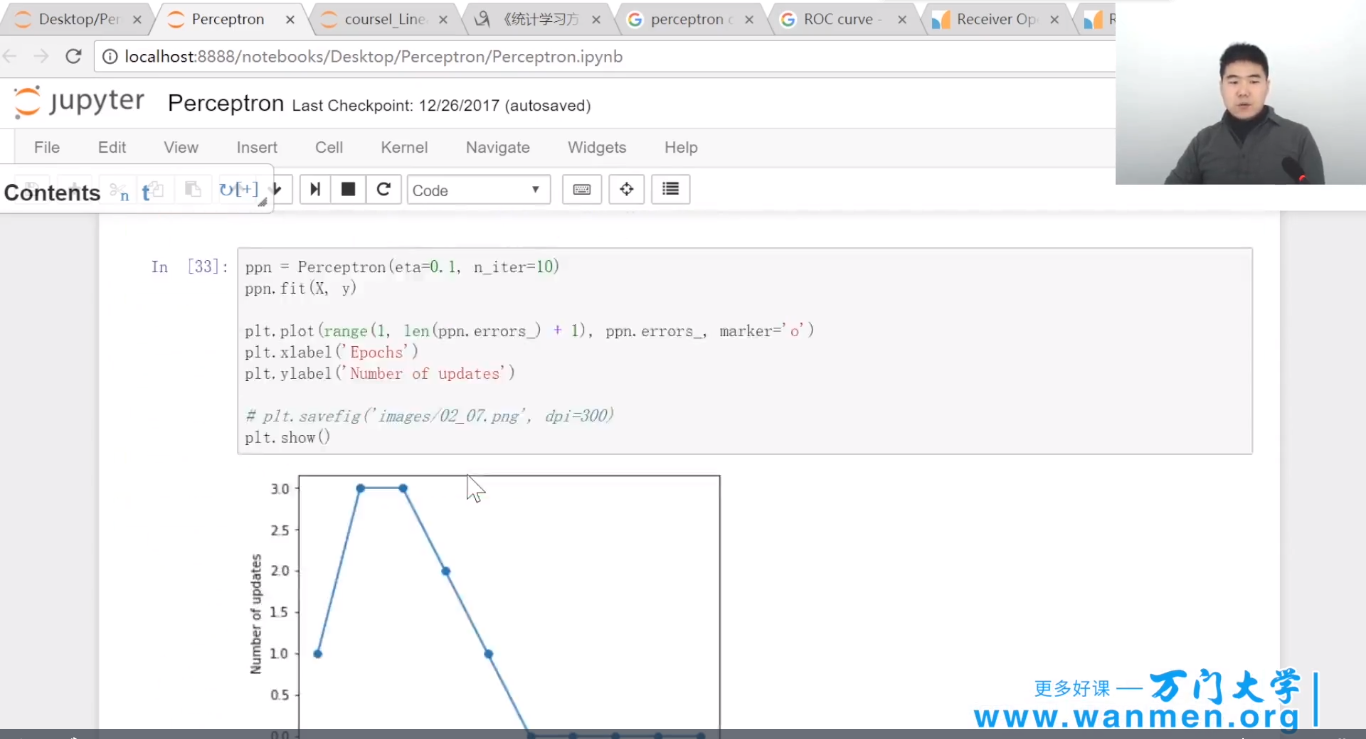 Desktop/Per
Perceptron
coursel_Line
《统计学习方
perceptron c
ROC curve -
Receiver Ope
R
localhost:8888/notebooks/Desktop/Perceptron/Perceptron.ipynb
jupyter Perceptron Last Checkpoint: 12/26/2017 (autosaved)
File Edit View Insert Cell Kernel Navigate Widgets Help
Contents n t [+] Code
In [33]: ppn = Perceptron(eta=0.1, n_iter=10)
ppn.fit(X, y)
plt.plot(range(1, len(ppn.errors_) + 1), ppn.errors_, marker='o')
plt.xlabel('Epochs')
plt.ylabel('Number of updates')
# plt.savefig('images/02_07.png', dpi=300)
plt.show()
3.0
2.5
2.0
1.5
1.0
0.5
0.0
Number of updates
更多好课 — 万门大学
www.wanmen.org